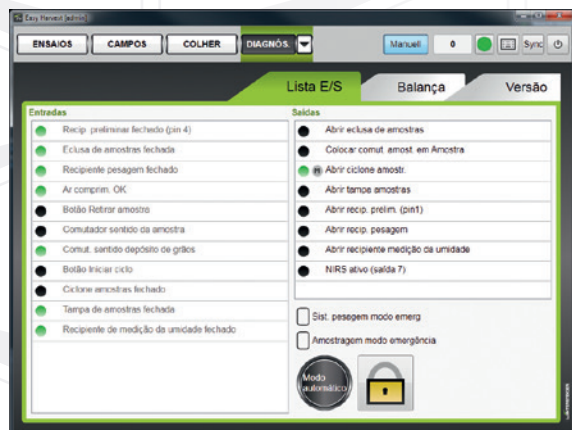 Easy Harvest [admin]
ENSAIOS CAMPOS COLHER DIAGNÓS. Manuell 0 Sync
Lista E/S Balança Versão
Entradas
Recip. preliminar fechado (pin 4)
Eclusa de amostras fechada
Recipiente pesagem fechado
Ar comprim. OK
Botão Retirar amostra
Comutador sentido da amostra
Comut. sentido depósito de grãos
Botão Iniciar ciclo
Ciclone amostras fechado
Tampa de amostras fechada
Recipiente de medição da umidade fechado
Saídas
Abrir eclusa de amostras
Colocar comut. amost. em Amostra
M Abrir ciclone amostr.
Abrir tampa amostras
Abrir recip. prelim. (pin1)
Abrir recip. pesagem
Abrir recipiente medição da umidade
NIRS ativo (saída 7)
Sist. pesagem modo emerg
Amostragem modo emergência
Modo
automático